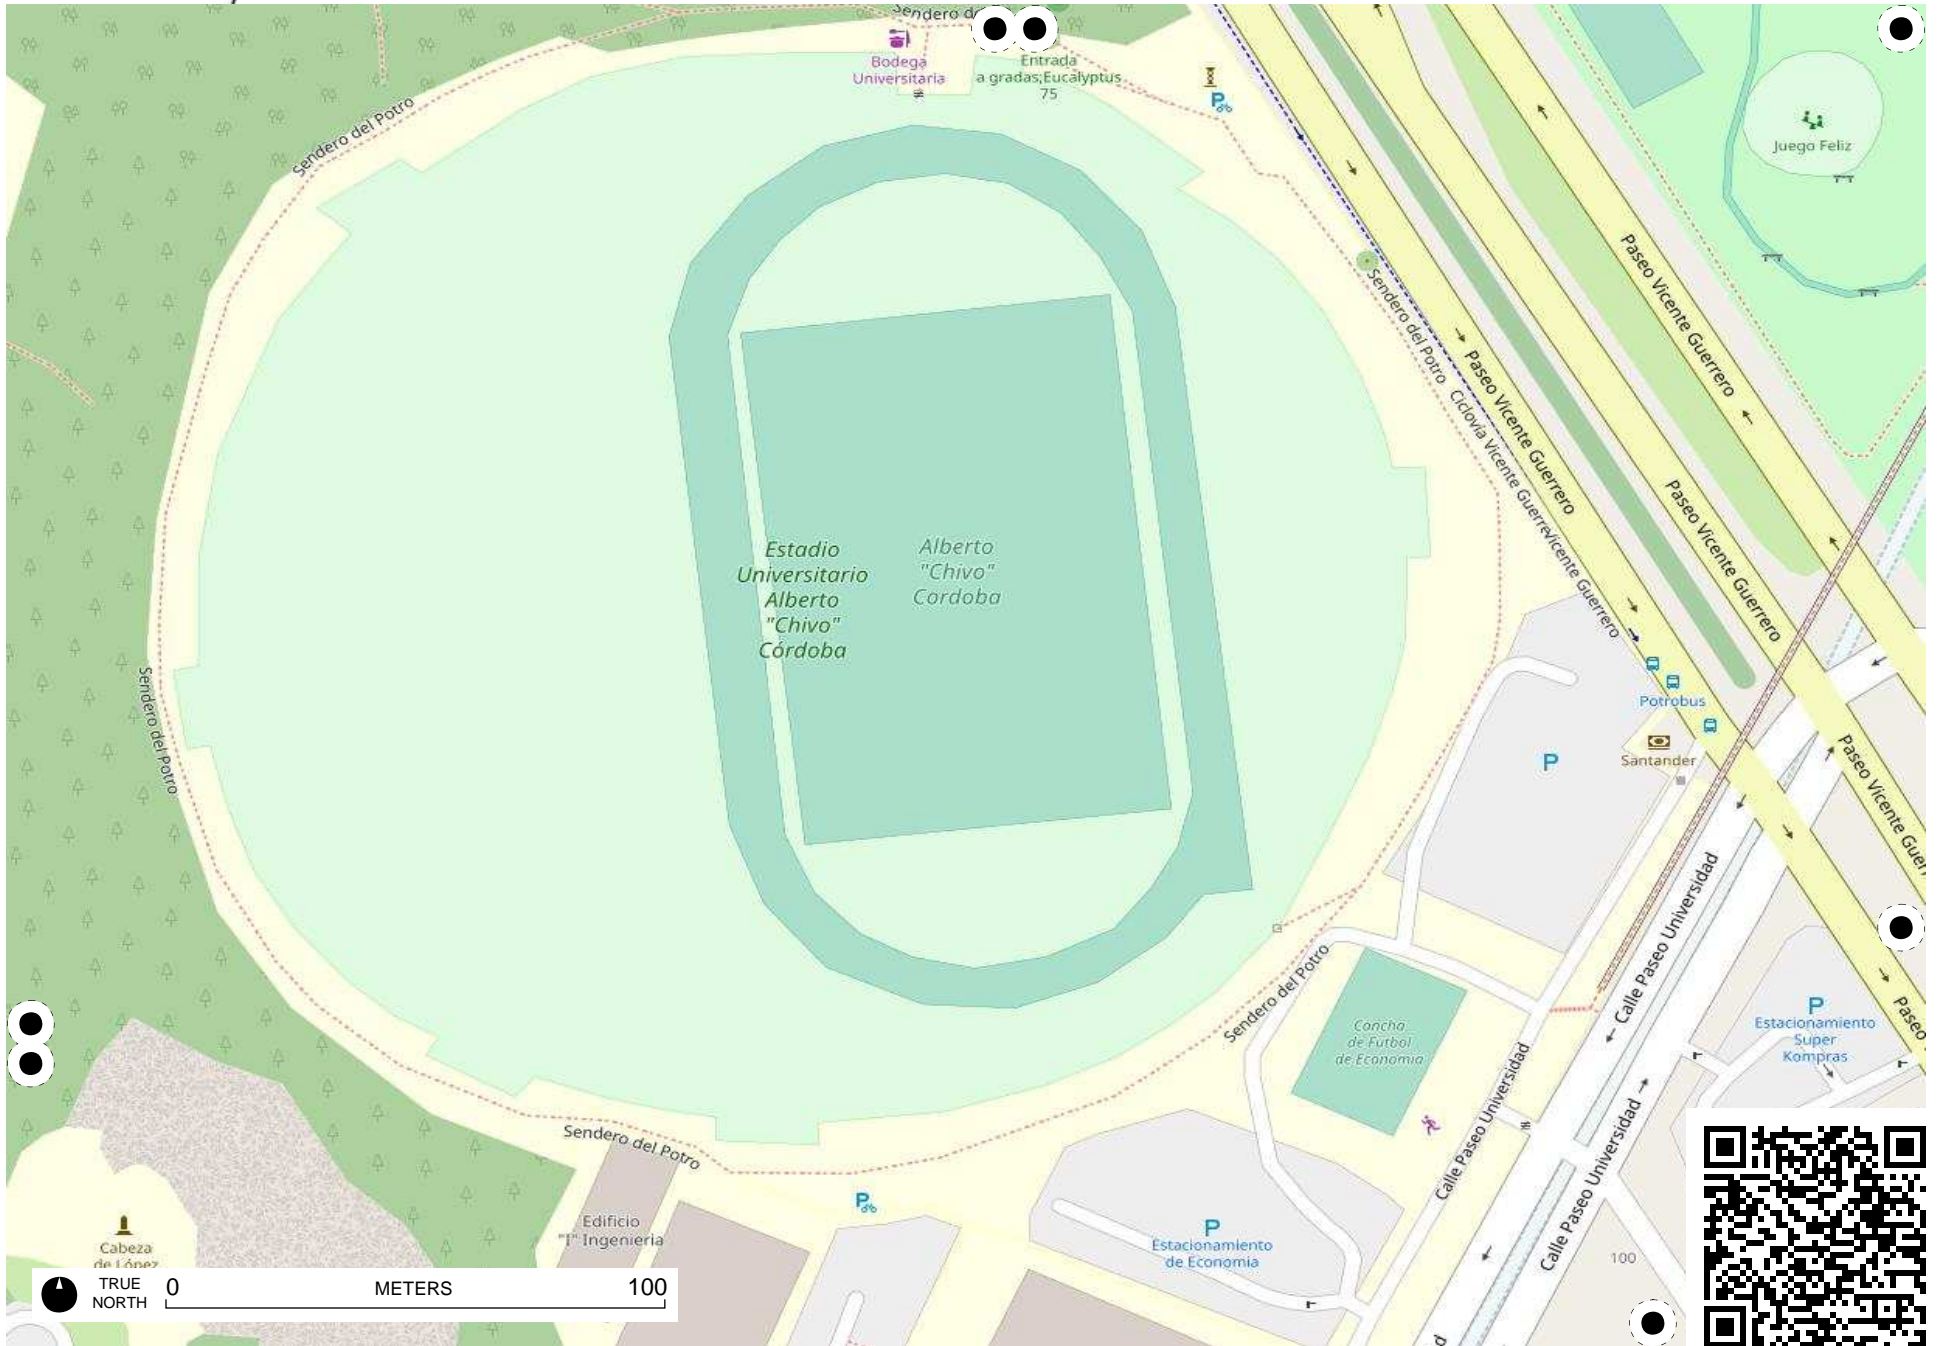 Sendero de
Bodega
Universitaria
Entrada
a gradas;Eucalyptus
75
Juego Feliz
Sendero del Potro
Paseo Vicente Guerrero
Sendero del Potro
Ciclovía Vicente Guerre
Vicente Guerrero
Paseo Vicente Guerrero
Paseo Vicente Guerrero
Estadio
Universitario
Alberto
"Chivo"
Córdoba
Alberto
"Chivo"
Cordoba
Sendero del Potro
Potrobus
Santander
P
Paseo Vicente Guer
Calle Paseo Universidad
Sendero del Potro
Cancha
de Futbol
de Economia
P
Estacionamiento
Super
Kompras
Paseo
Calle Paseo Universidad
Calle Paseo Universidad
Sendero del Potro
P
P
Edificio
"I" Ingenieria
P
Estacionamiento
de Economia
100
Cabeza
de López
TRUE
NORTH
0
METERS
100
d